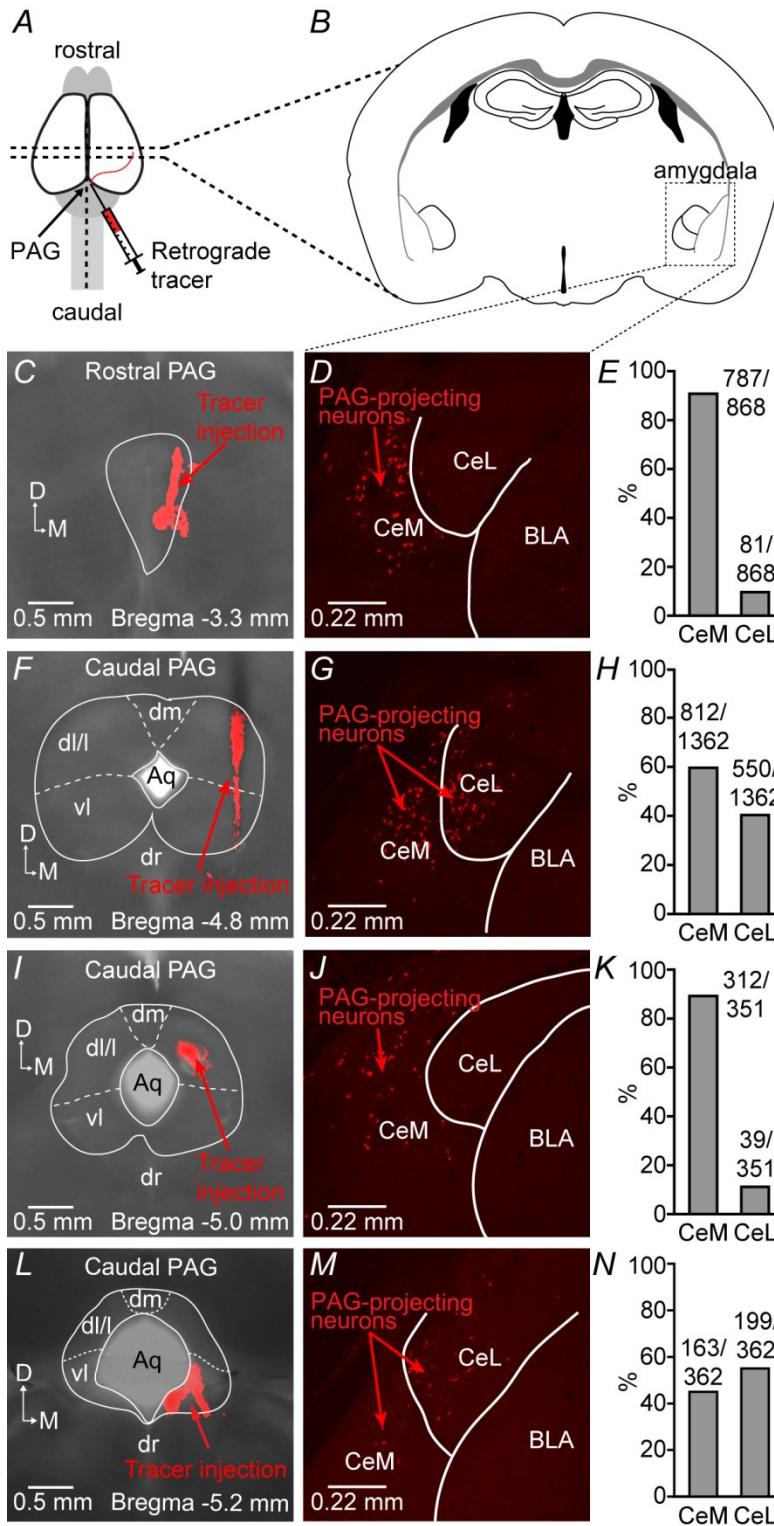 A
rostral
PAG
Retrograde
tracer
caudal
B
amygdala
C
Rostral PAG
Tracer
injection
D
M
0.5 mm
Bregma -3.3 mm
D
PAG-projecting
neurons
CeL
CeM
BLA
0.22 mm
E
100
80
60
40
20
0
%
787/
868
81/
868
CeM
CeL
F
Caudal PAG
dm
dl/l
Aq
vl
D
M
dr
Tracer injection
0.5 mm
Bregma -4.8 mm
G
PAG-projecting
neurons
CeL
CeM
BLA
0.22 mm
H
100
80
60
40
20
0
%
812/
1362
550/
1362
CeM
CeL
I
Caudal PAG
D
M
dm
dl/l
Aq
vl
dr
Tracer
injection
0.5 mm
Bregma -5.0 mm
J
PAG-projecting
neurons
CeL
CeM
BLA
0.22 mm
K
100
80
60
40
20
0
%
312/
351
39/
351
CeM
CeL
L
Caudal PAG
dm
dl/l
Aq
vl
D
M
dr
Tracer injection
0.5 mm
Bregma -5.2 mm
M
PAG-projecting
neurons
CeL
CeM
BLA
0.22 mm
N
100
80
60
40
20
0
%
163/
362
199/
362
CeM
CeL